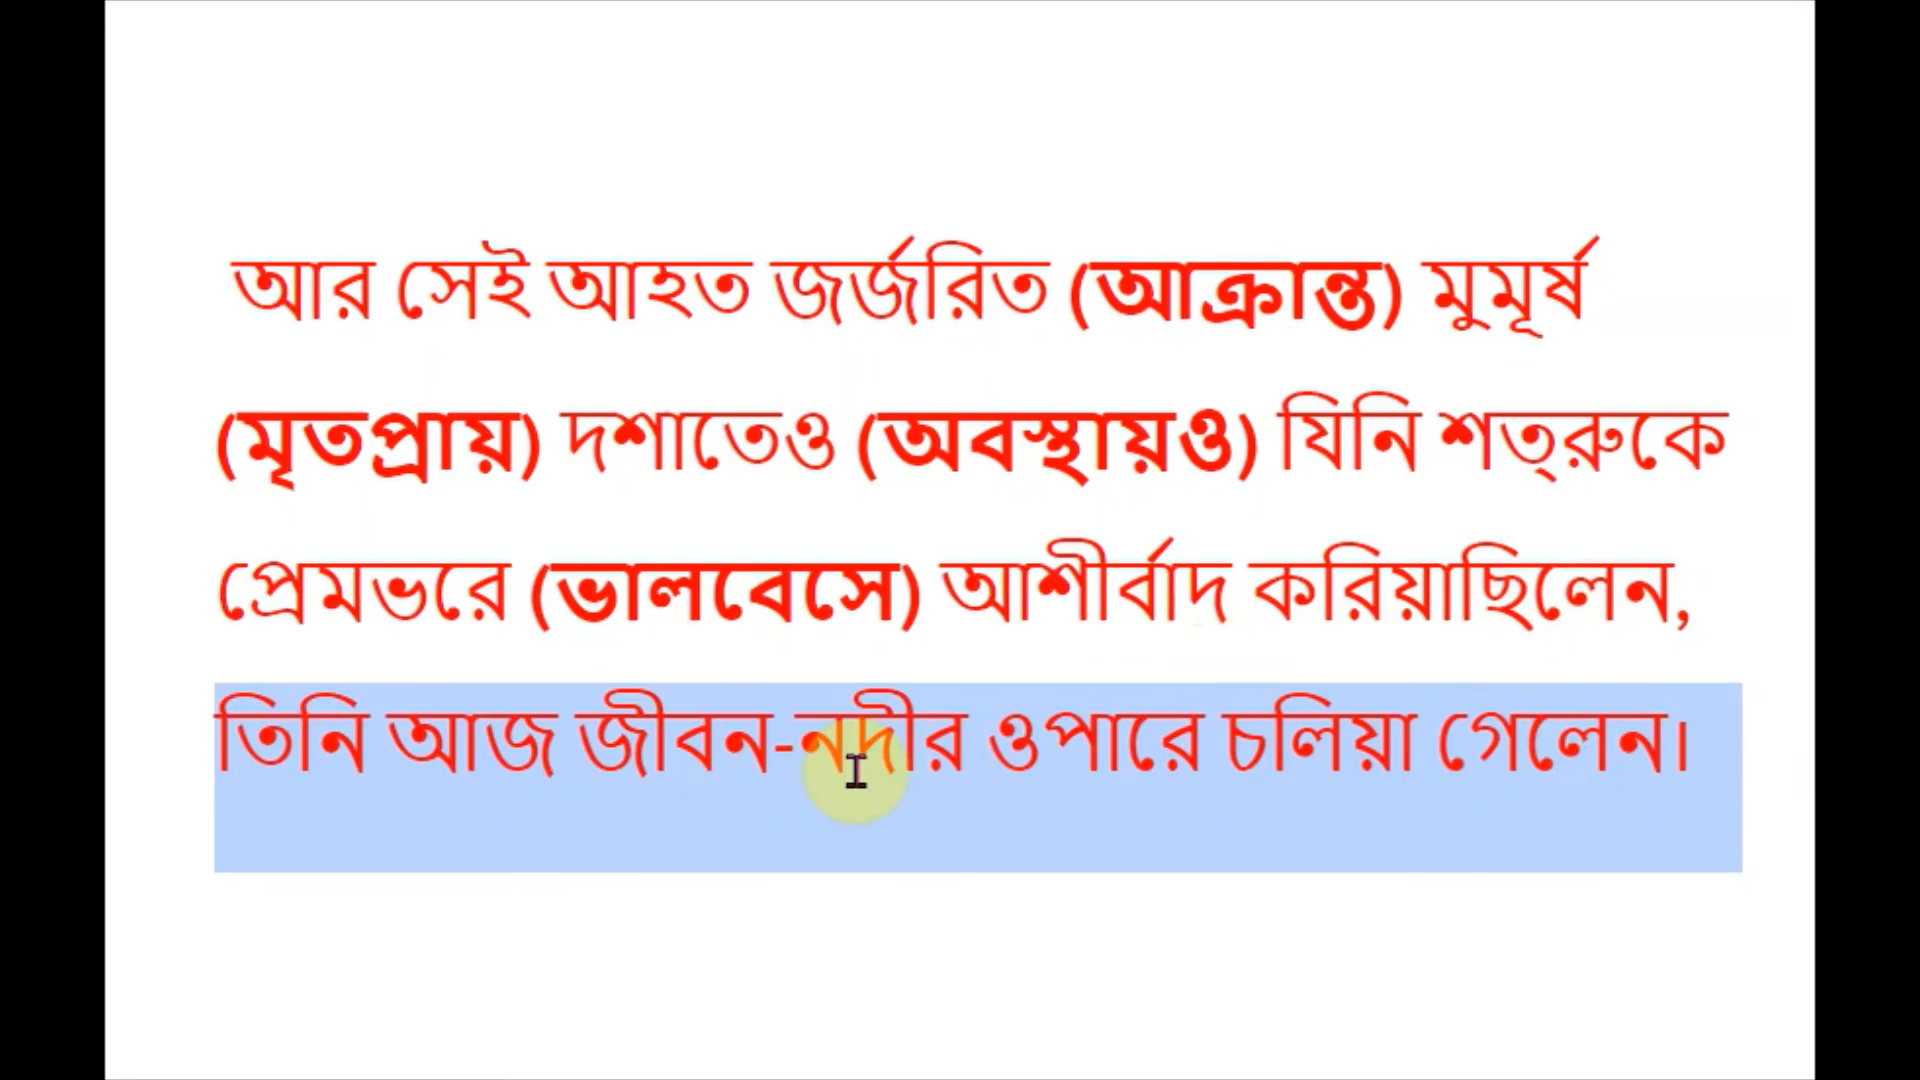 আর সেই আহত জর্জরিত (আক্রান্ত) মুমূর্ষ
(মৃতপ্রায়) দশাতেও (অবস্থায়ও) যিনি শত্‌রুকে
প্রেমভরে (ভালবেসে) আশীর্বাদ করিয়াছিলেন,
তিনি আজ জীবন-নদীর ওপারে চলিয়া গেলেন।